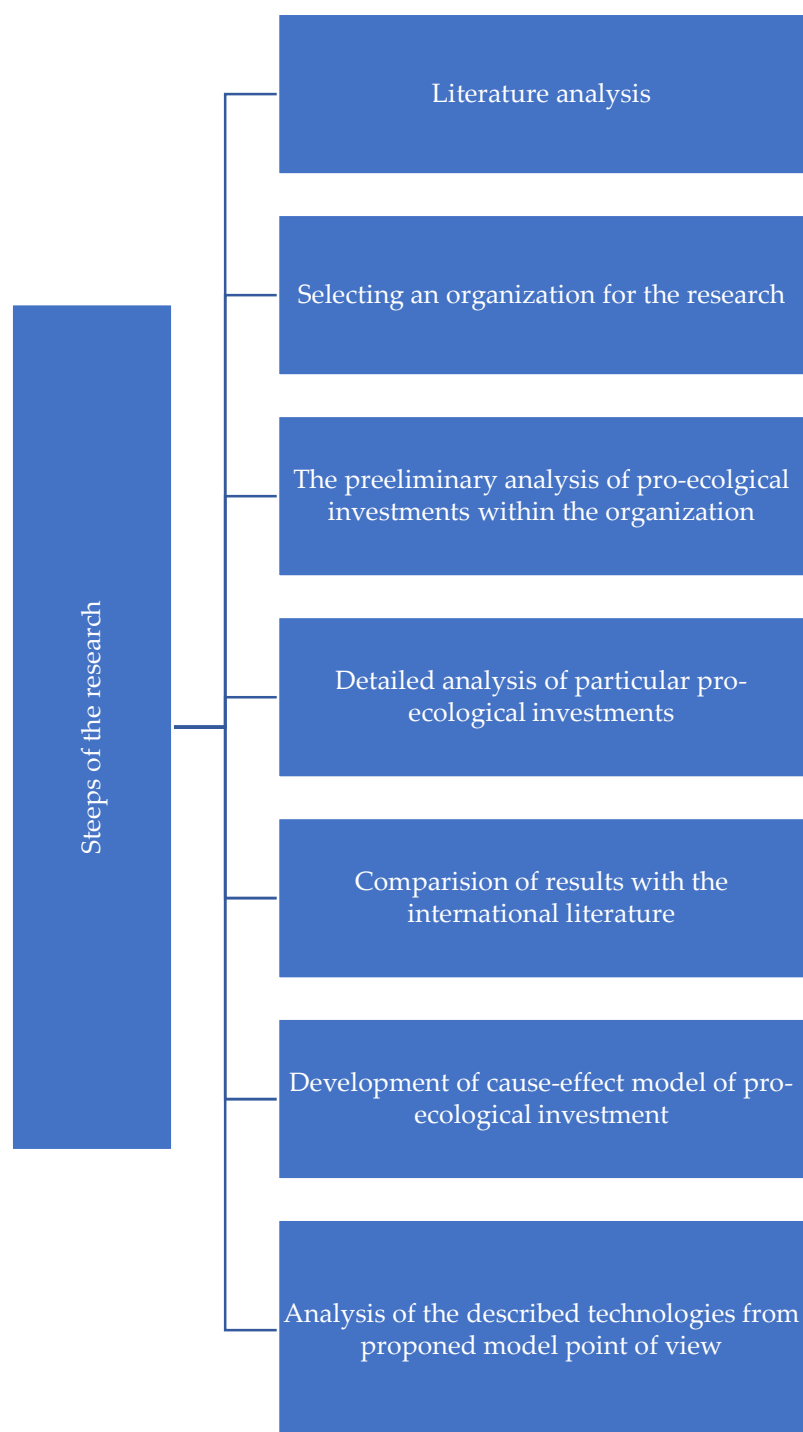 Steeps of the research
Literature analysis
Selecting an organization for the research
The preeliminary analysis of pro-ecolgical
investments within the organization
Detailed analysis of particular pro-
ecological investments
Comparision of results with the
international literature
Development of cause-effect model of pro-
ecological investment
Analysis of the described technologies from
proponed model point of view